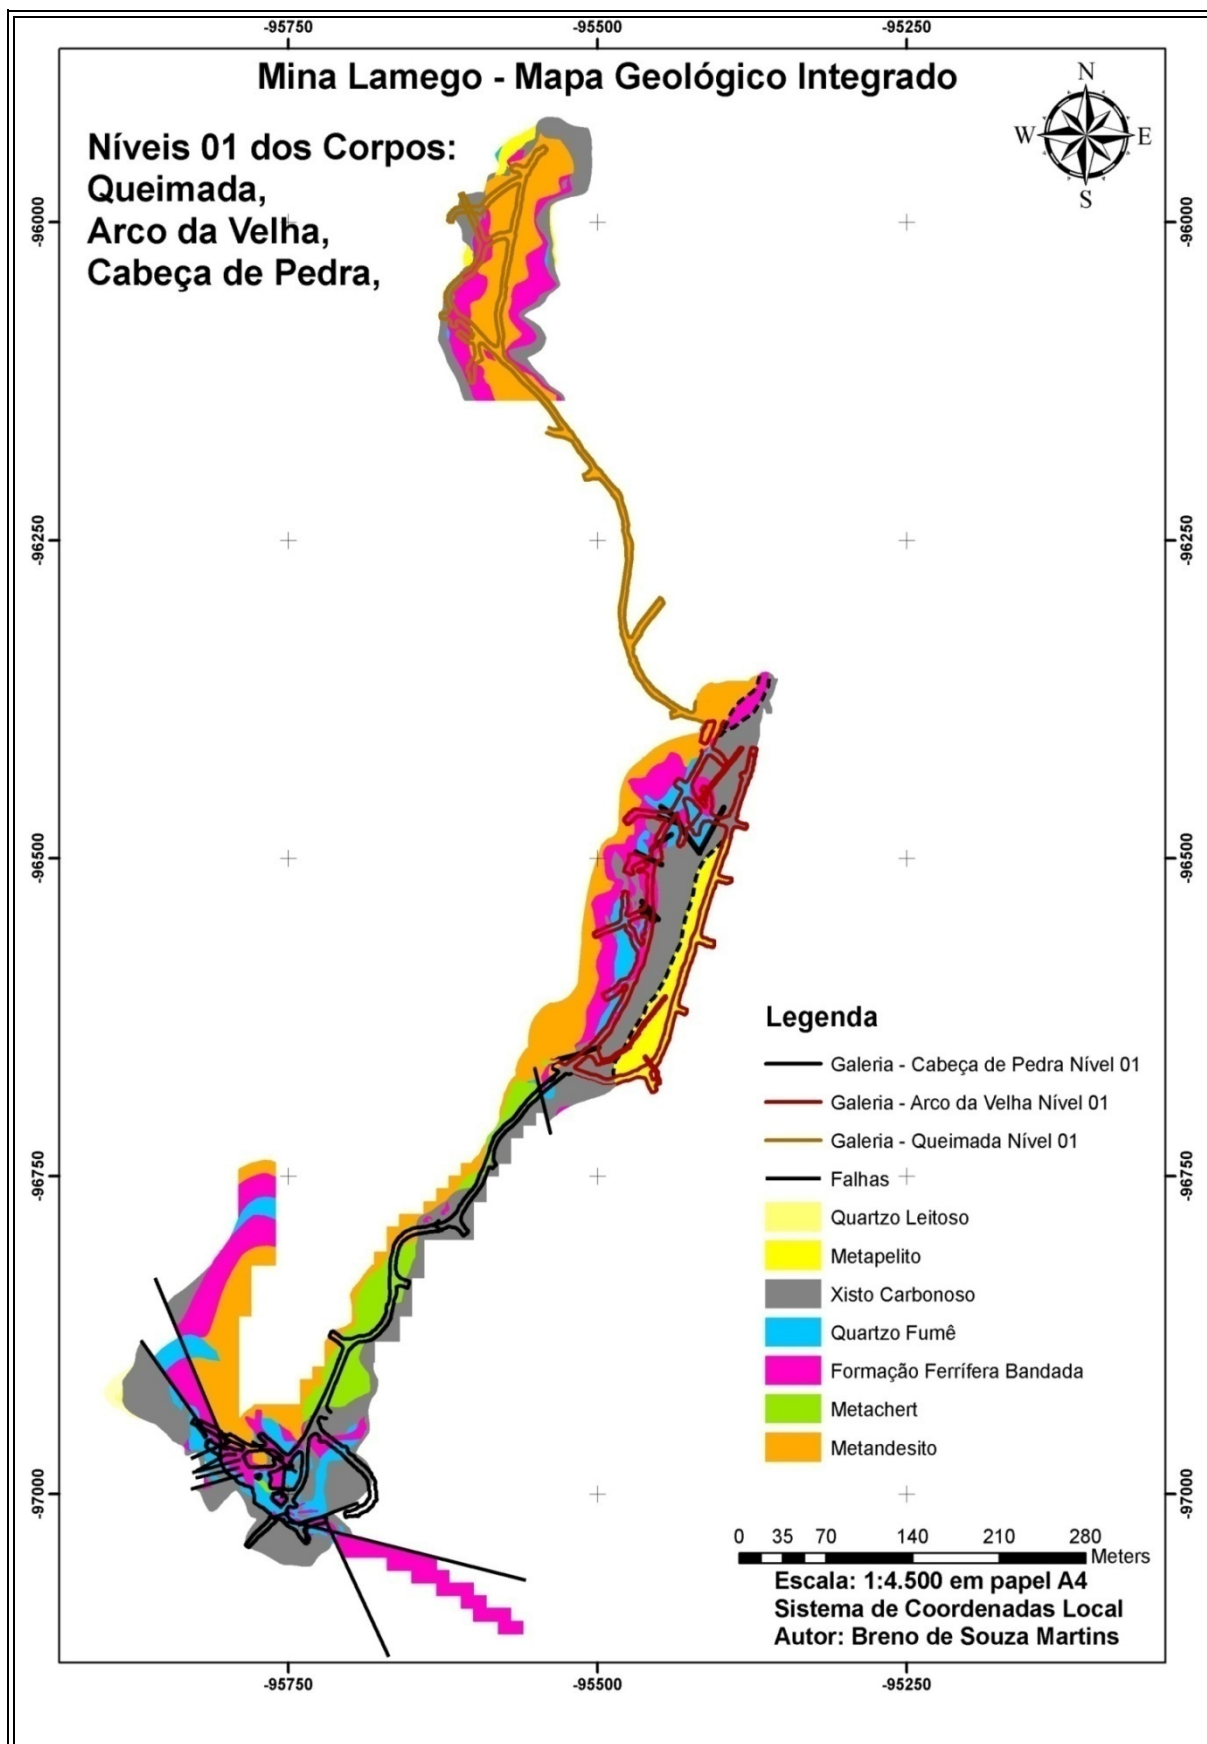 -95750 -95500 -95250
Mina Lamego - Mapa Geológico Integrado
N
W E
S
Níveis 01 dos Corpos:
Queimada,
Arco da Velha,
Cabeça de Pedra,
-96000 -96000
-96250 -96250
-96500 -96500
-96750 -96750
-97000 -97000
Legenda
Galeria - Cabeça de Pedra Nível 01
Galeria - Arco da Velha Nível 01
Galeria - Queimada Nível 01
Falhas
Quartzo Leitoso
Metapelito
Xisto Carbonoso
Quartzo Fumê
Formação Ferrífera Bandada
Metachert
Metandesito
0 35 70 140 210 280
Meters
Escala: 1:4.500 em papel A4
Sistema de Coordenadas Local
Autor: Breno de Souza Martins
-95750 -95500 -95250